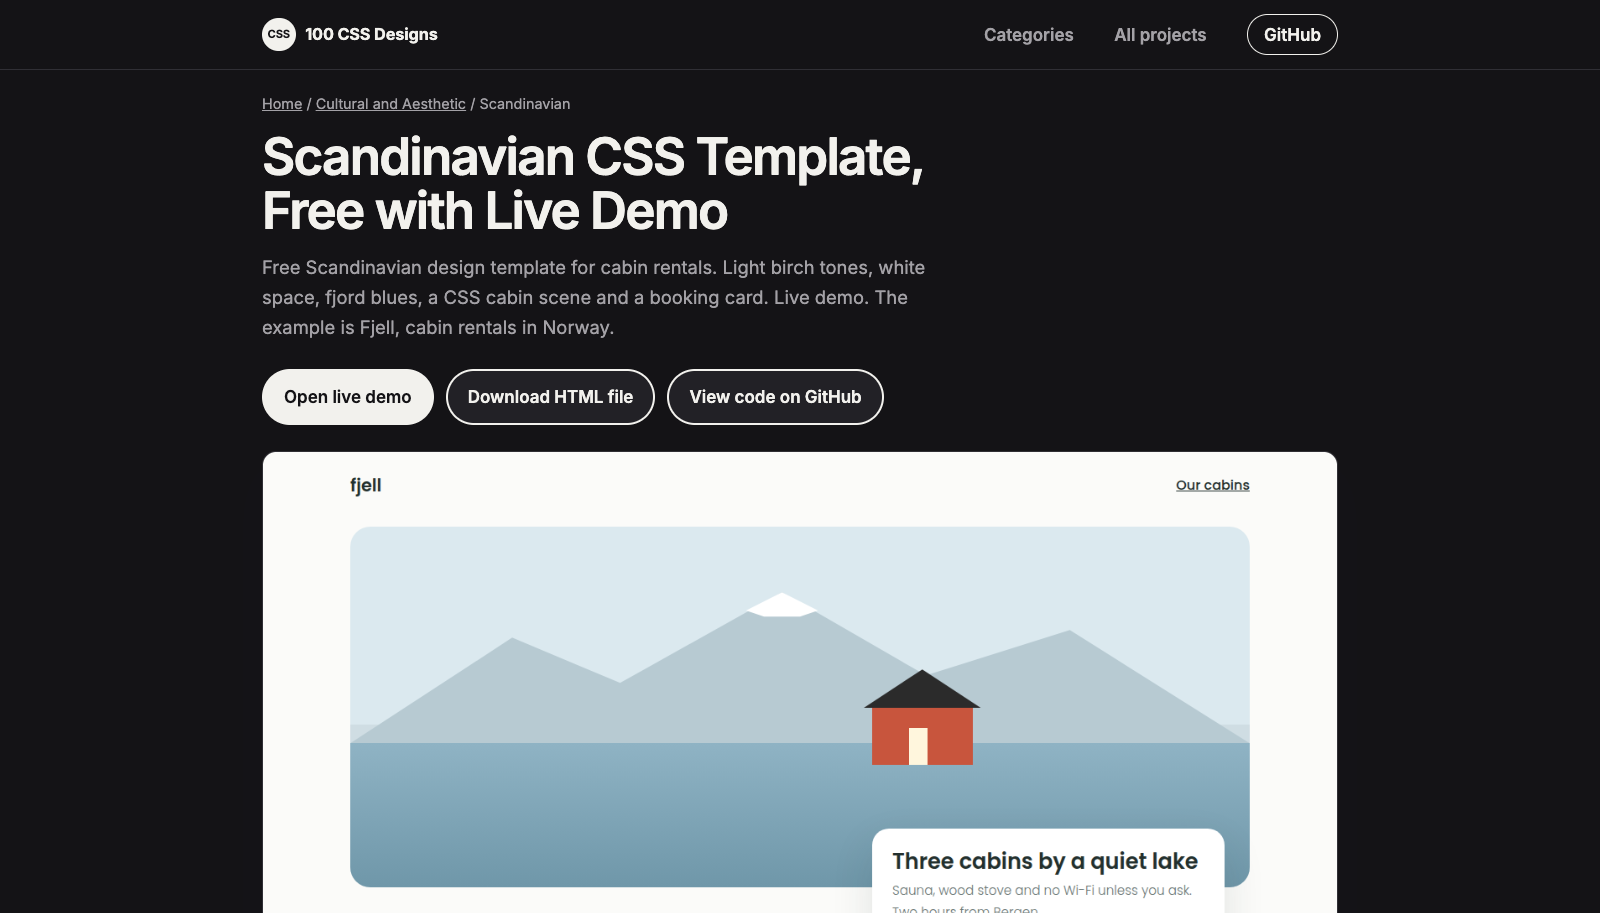 CSS 100 CSS Designs
Categories
All projects
GitHub
Home / Cultural and Aesthetic / Scandinavian
Scandinavian CSS Template,
Free with Live Demo
Free Scandinavian design template for cabin rentals. Light birch tones, white
space, fjord blues, a CSS cabin scene and a booking card. Live demo. The
example is Fjell, cabin rentals in Norway.
Open live demo
Download HTML file
View code on GitHub
fjell
Our cabins
Three cabins by a quiet lake
Sauna, wood stove and no Wi-Fi unless you ask.
Two hours from Bergen.